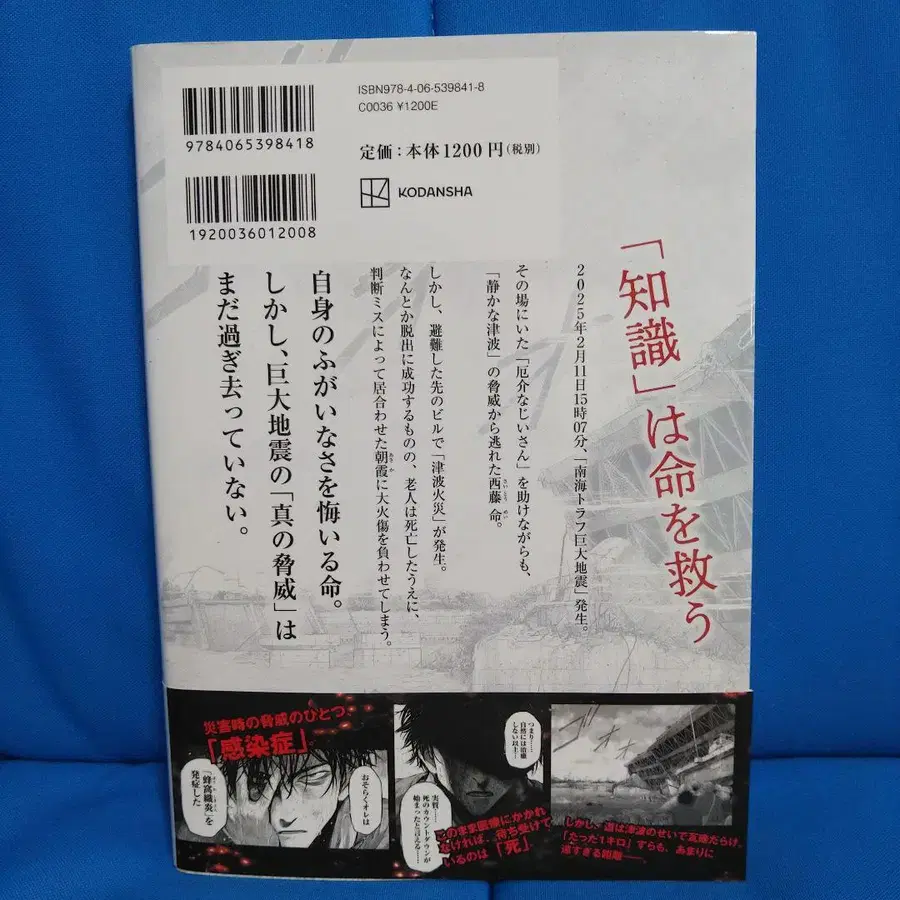 ISBN978-4-06-539841-8
C0036 ¥1200E
定価：本体1200円（税別）
KODANSHA
9784065398418
1920036012008
「知識」は命を救う
2025年2月11日15時07分、「南海トラフ巨大地震」発生。
その場にいた「厄介なじいさん」を助けながらも、
「静かな津波」の脅威から逃れた西藤 命。
さいとう めい
しかし、避難した先のビルで「津波火災」が発生。
なんとか脱出に成功するものの、老人は死亡したうえに、
判断ミスによって居合わせた朝霞に大火傷を負わせてしまう。
あさか
自身のふがいなさを悔いる命。
しかし、巨大地震の「真の脅威」は
まだ過ぎ去っていない。
災害時の脅威のひとつ
「感染症」
おそらくオレは
「蜂窩織炎」を
発症した
つまり……
自然には治癒
しない以上…
実質……
死のカウントダウンが
始まったと言える……
このまま医療にかかれ
なければ、待ち受けて
いるのは「死」
しかし、道は津波のせいで瓦礫だらけ。
「たった1キロ」すらも、あまりに
遠すぎる距離――。